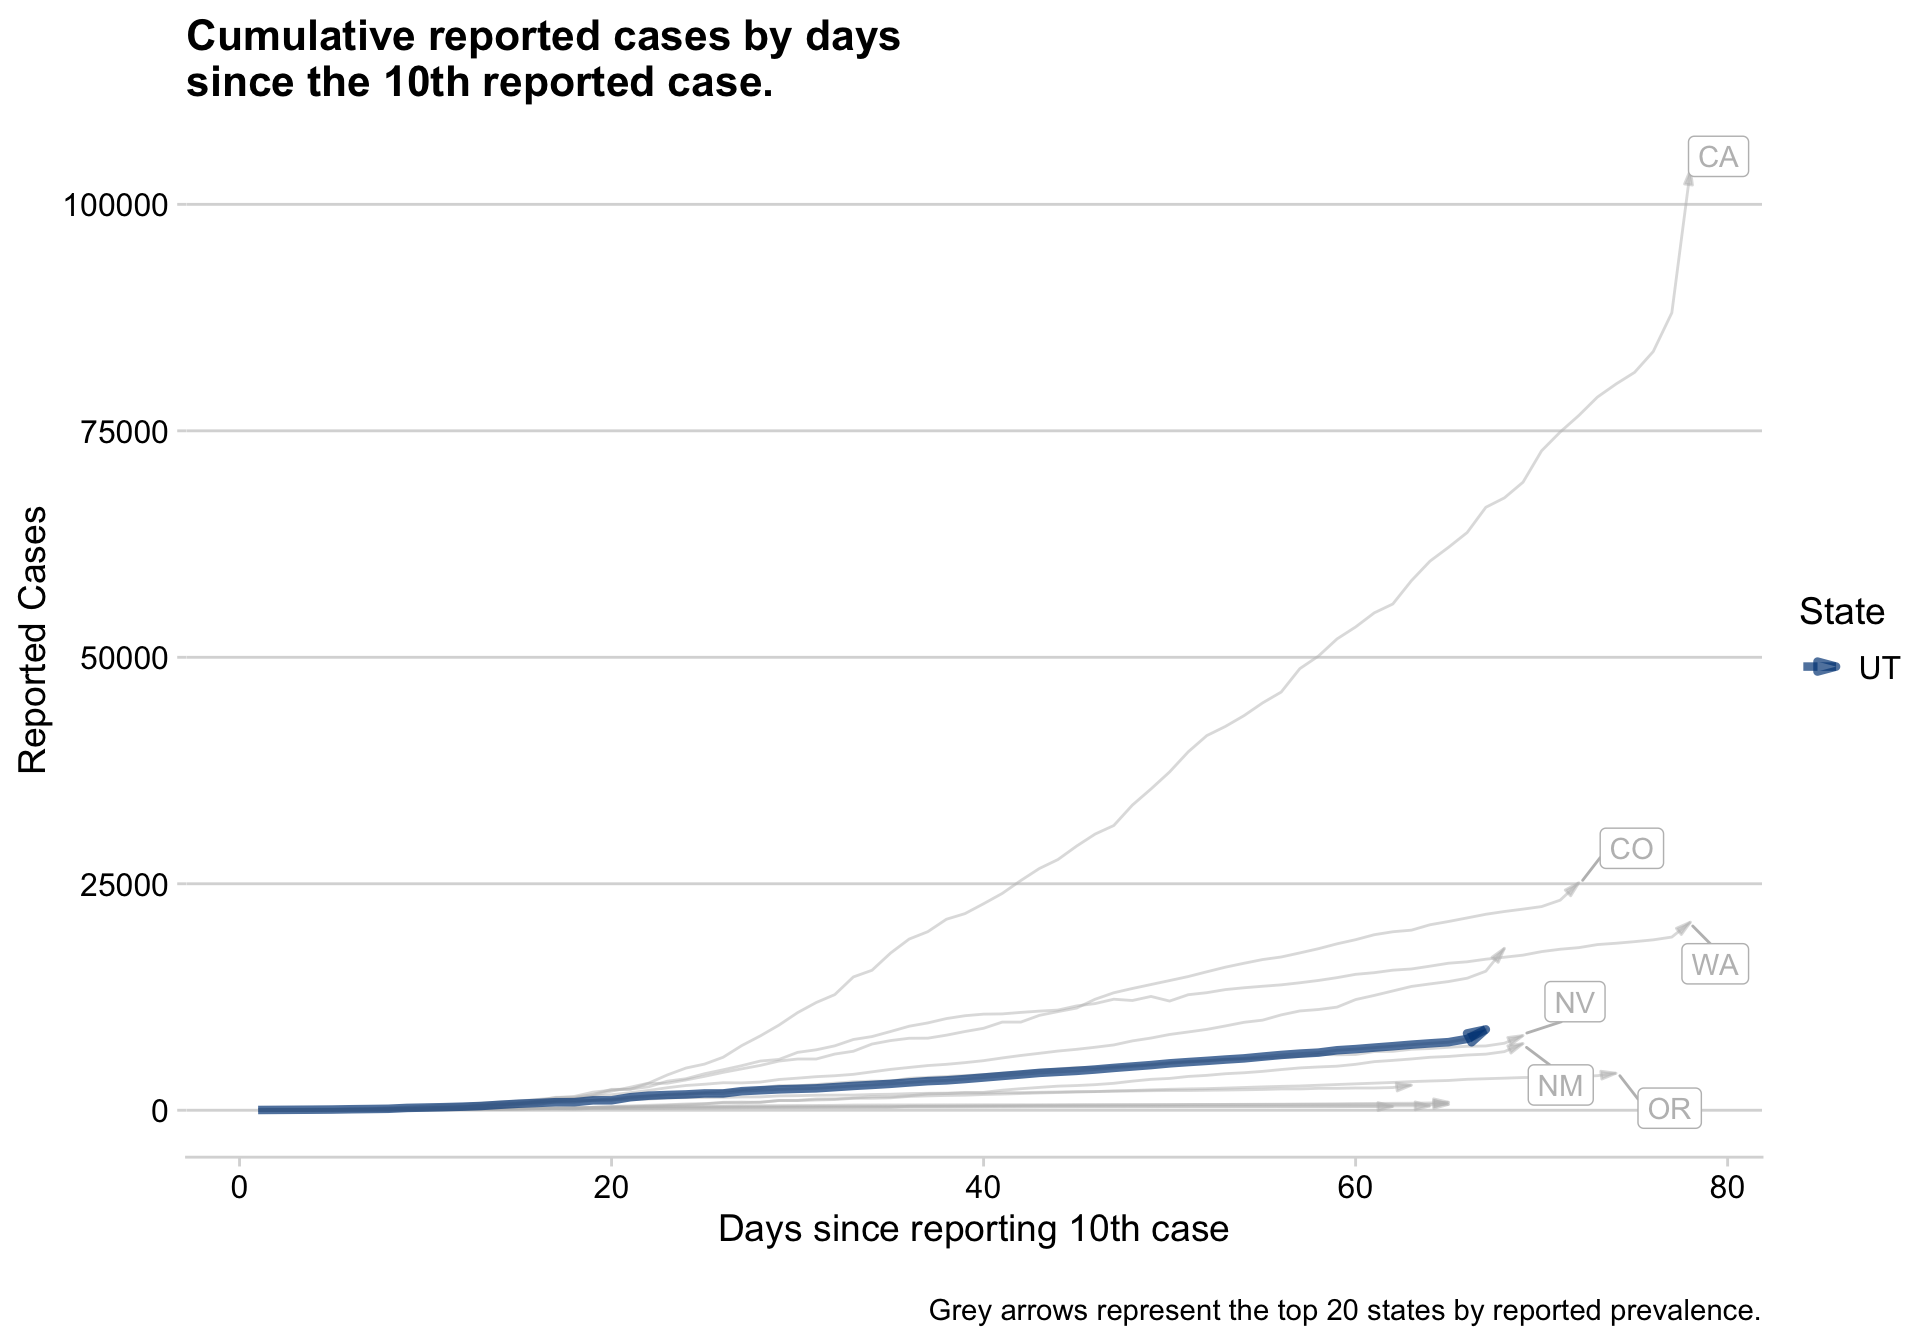 Cumulative reported cases by days
since the 10th reported case.
CA
100000
75000
Reported Cases
50000
State
UT
CO
25000
WA
NV
NM
OR
0
0 20 40 60 80
Days since reporting 10th case
Grey arrows represent the top 20 states by reported prevalence.